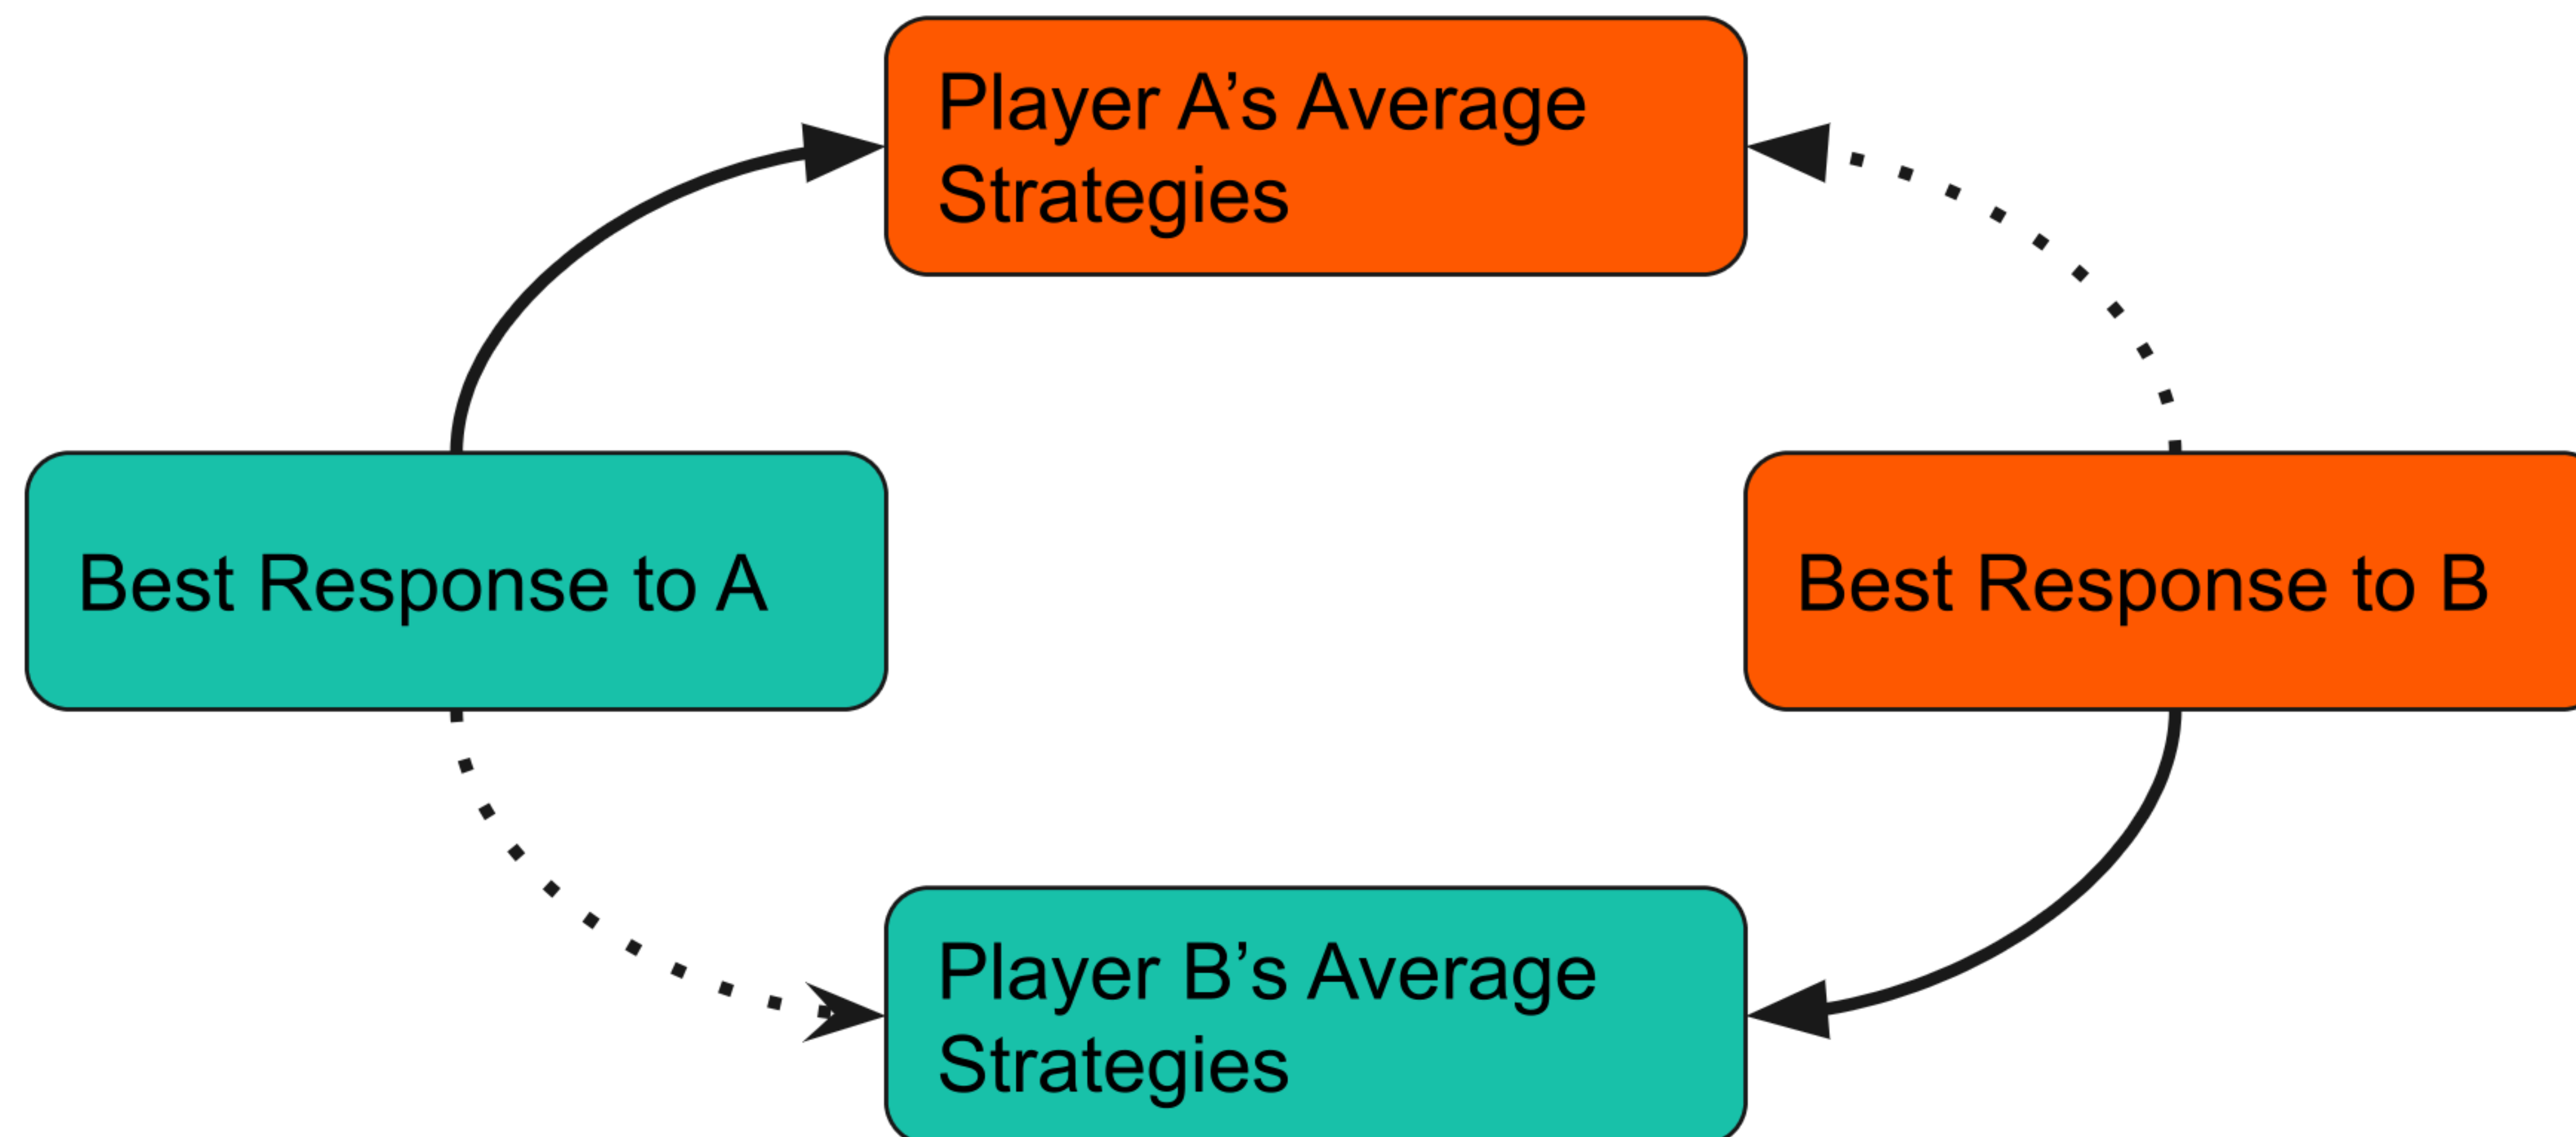 Player A’s Average
Strategies
Best Response to A
Best Response to B
Player B’s Average
Strategies